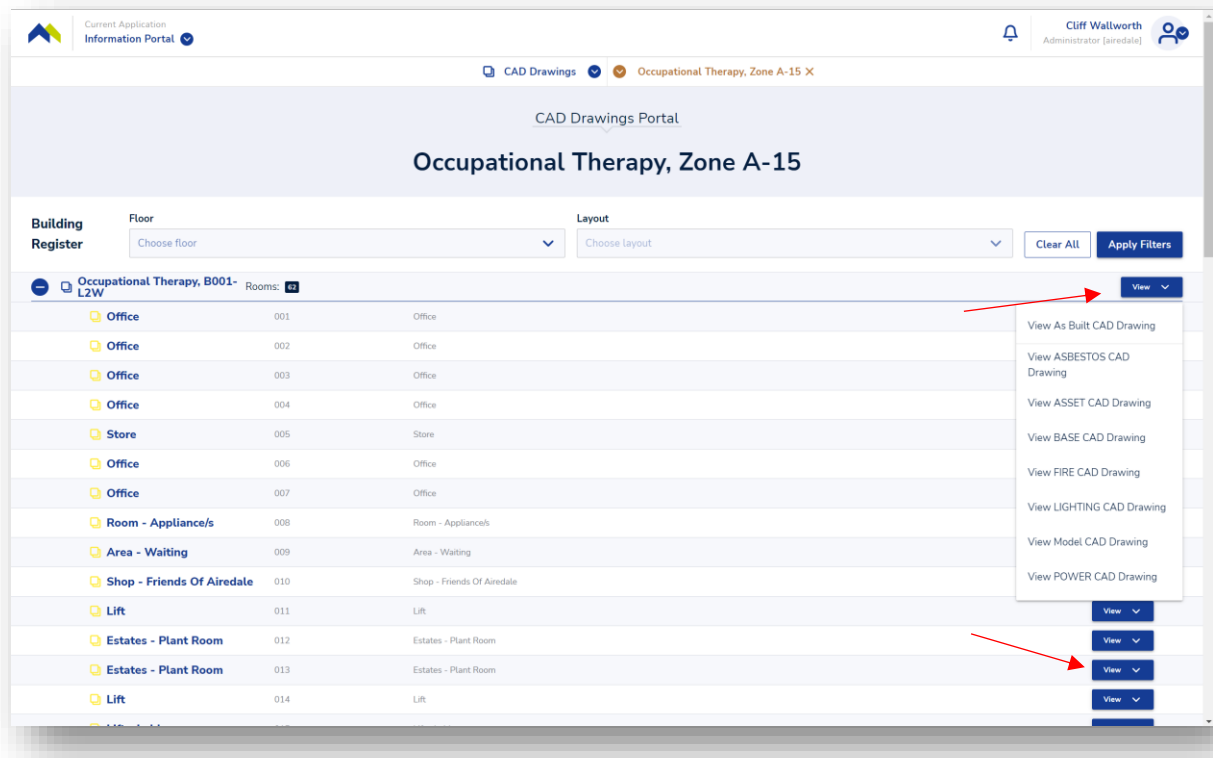 Current Application
Information Portal
Cliff Wallworth
Administrator [airedale]
CAD Drawings
Occupational Therapy, Zone A-15 ✕
CAD Drawings Portal
Occupational Therapy, Zone A-15
Building
Register
Floor
Choose floor
Layout
Choose layout
Clear All
Apply Filters
Occupational Therapy, B001-
L2W
Rooms: 62
View
Office 001 Office
View As Built CAD Drawing
Office 002 Office
View ASBESTOS CAD
Drawing
Office 003 Office
Office 004 Office
View ASSET CAD Drawing
Store 005 Store
View BASE CAD Drawing
Office 006 Office
View FIRE CAD Drawing
Office 007 Office
View LIGHTING CAD Drawing
Room - Appliance/s 008 Room - Appliance/s
View Model CAD Drawing
Area - Waiting 009 Area - Waiting
View POWER CAD Drawing
Shop - Friends Of Airedale 010 Shop - Friends Of Airedale
Lift 011 Lift View
Estates - Plant Room 012 Estates - Plant Room View
Estates - Plant Room 013 Estates - Plant Room View
Lift 014 Lift View